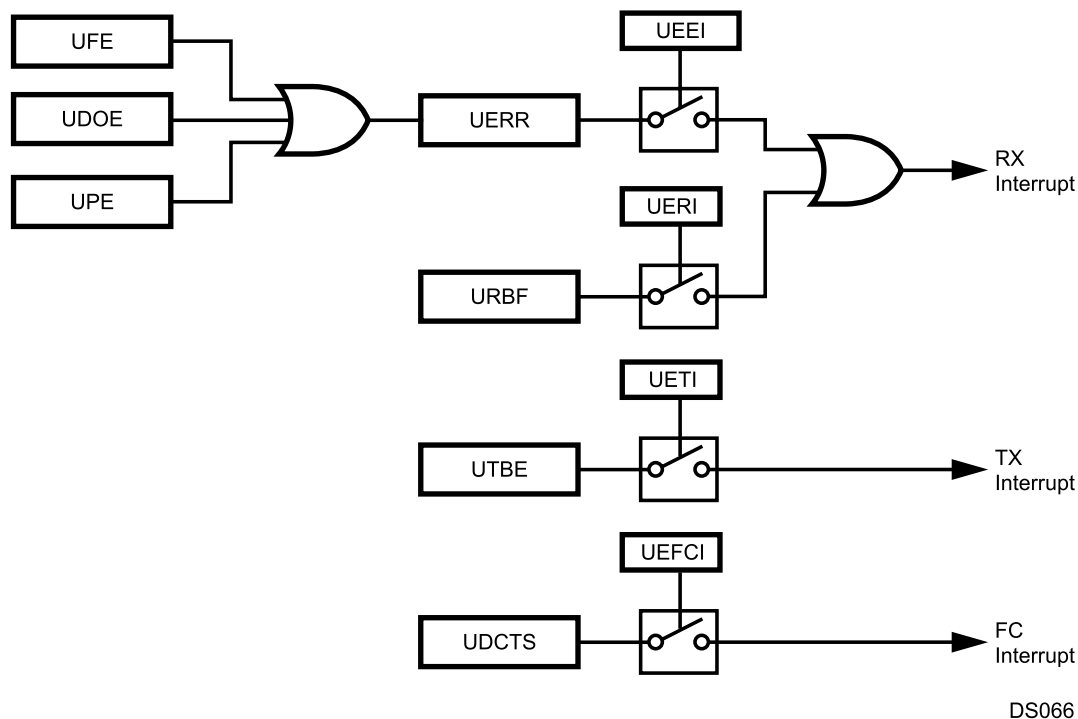 UFE
UEEI
UDOE
UERR
RX
Interrupt
UPE
UERI
URBF
UETI
UTBE
TX
Interrupt
UEFCI
UDCTS
FC
Interrupt
DS066